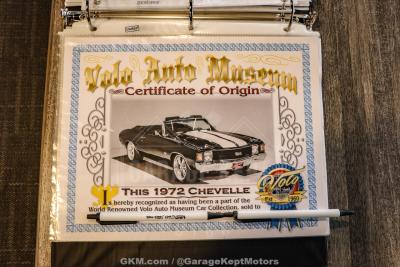 Volo Auto Museum
Certificate of Origin
This 1972 CHEVELLE
Is hereby recognized as having been a part of the
World Renowned Volo Auto Museum Car Collection, sold to
Volo
GKM.com / @GarageKeptMotors